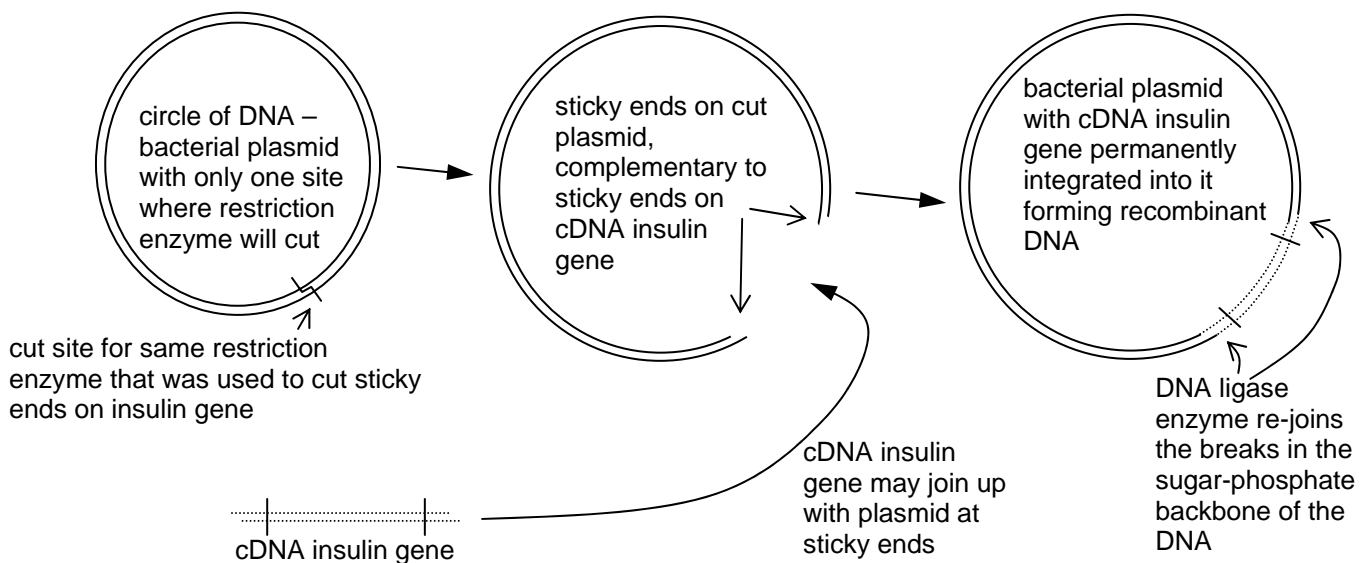 circle of DNA –
bacterial plasmid
with only one site
where restriction
enzyme will cut
cut site for same restriction
enzyme that was used to cut sticky
ends on insulin gene
sticky ends on cut
plasmid,
complementary to
sticky ends on
cDNA insulin
gene
cDNA insulin gene
cDNA insulin
gene may join up
with plasmid at
sticky ends
bacterial plasmid
with cDNA insulin
gene permanently
integrated into it
forming recombinant
DNA
DNA ligase
enzyme re-joins
the breaks in the
sugar-phosphate
backbone of the
DNA